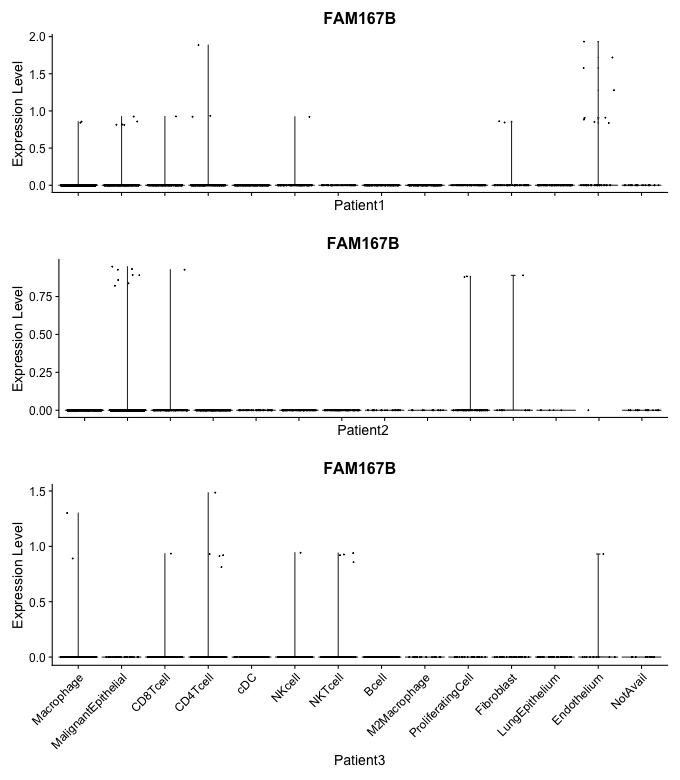 FAM167B
Expression Level
2.0
1.5
1.0
0.5
0.0
Patient1
FAM167B
Expression Level
0.75
0.50
0.25
0.00
Patient2
FAM167B
Expression Level
1.5
1.0
0.5
0.0
Macrophage
MalignantEpithelial
CD8Tcell
CD4Tcell
cDC
NKcell
NKTcell
Bcell
M2Macrophage
ProliferatingCell
Fibroblast
LungEpithelium
Endothelium
NotAvail
Patient3